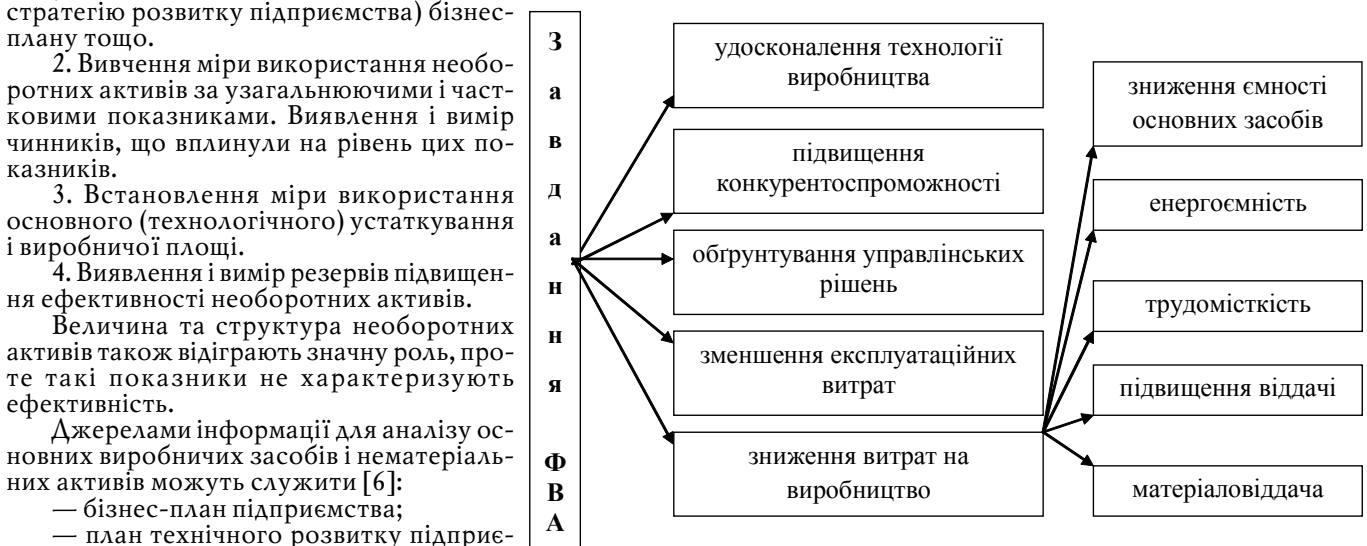 стратегію розвитку підприємства) бізнес-
плану тощо.
2. Вивчення міри використання необо-
ротних активів за узагальнюючими і част-
ковими показниками. Виявлення і вимір
чинників, що вплинули на рівень цих по-
казників.
3. Встановлення міри використання
основного (технологічного) устаткування
і виробничої площі.
4. Виявлення і вимір резервів підвищен-
ня ефективності необоротних активів.
Величина та структура необоротних
активів також відіграють значну роль, про-
те такі показники не характеризують
ефективність.
Джерелами інформації для аналізу ос-
новних виробничих засобів і нематеріаль-
них активів можуть служити [6]:
— бізнес-план підприємства;
— план технічного розвитку підприє-
З
а
в
д
а
н
н
я
Ф
В
А
удосконалення технології
виробництва
підвищення
конкурентоспроможності
обґрунтування управлінських
рішень
зменшення експлуатаційних
витрат
зниження витрат на
виробництво
зниження ємності
основних засобів
енергоємність
трудомісткість
підвищення віддачі
матеріаловіддача